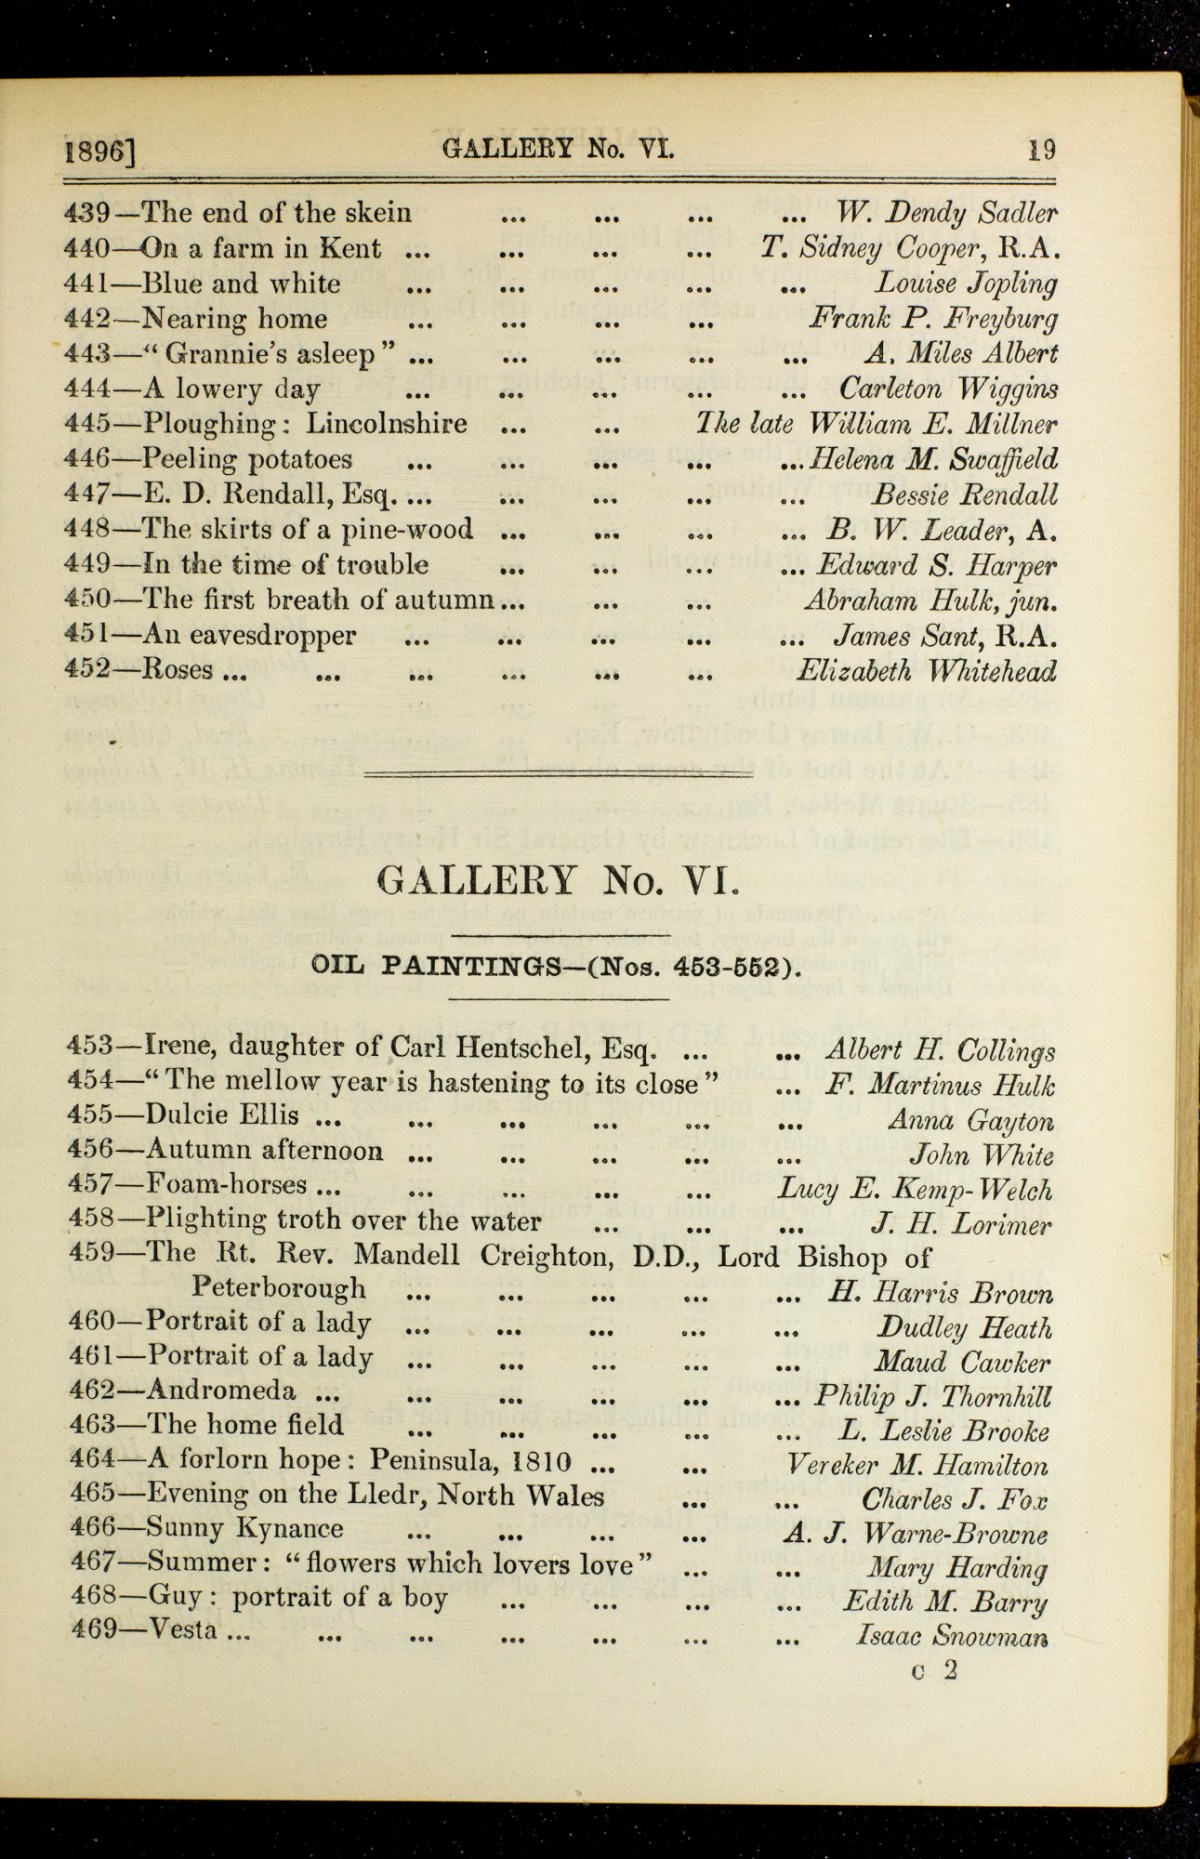 1896] GALLERY No. VI. 19
439—The end of the skein ... ... ... ... W. Dendy Sadler
440—On a farm in Kent ... ... ... ... T. Sidney Cooper, R.A.
441—Blue and white ... ... ... ... ... Louise Jopling
442—Nearing home ... ... ... ... Frank P. Freyburg
443—“Grannie’s asleep” ... ... ... ... ... A. Miles Albert
444—A lowery day ... ... ... ... ... Carleton Wiggins
445—Ploughing: Lincolnshire ... ... The late William E. Millner
446—Peeling potatoes ... ... ... ... ... Helena M. Swaffield
447—E. D. Rendall, Esq. ... ... ... ... ... Bessie Rendall
448—The skirts of a pine-wood ... ... ... ... B. W. Leader, A.
449—In the time of trouble ... ... ... ... Edward S. Harper
450—The first breath of autumn ... ... ... Abraham Hulk, jun.
451—An eavesdropper ... ... ... ... ... James Sant, R.A.
452—Roses ... ... ... ... ... ... Elizabeth Whitehead
GALLERY No. VI.
OIL PAINTINGS—(Nos. 453-552).
453—Irene, daughter of Carl Hentschel, Esq. ... ... Albert H. Collings
454—“The mellow year is hastening to its close” ... F. Martinus Hulk
455—Dulcie Ellis ... ... ... ... ... ... Anna Gayton
456—Autumn afternoon ... ... ... ... ... John White
457—Foam-horses ... ... ... ... ... Lucy E. Kemp-Welch
458—Plighting troth over the water ... ... ... J. H. Lorimer
459—The Rt. Rev. Mandell Creighton, D.D., Lord Bishop of
Peterborough ... ... ... ... ... H. Harris Brown
460—Portrait of a lady ... ... ... ... ... Dudley Heath
461—Portrait of a lady ... ... ... ... ... Maud Cawker
462—Andromeda ... ... ... ... ... ... Philip J. Thornhill
463—The home field ... ... ... ... ... L. Leslie Brooke
464—A forlorn hope: Peninsula, 1810 ... ... Vereker M. Hamilton
465—Evening on the Lledr, North Wales ... ... Charles J. Fox
466—Sunny Kynance ... ... ... ... A. J. Warne-Browne
467—Summer: “flowers which lovers love” ... ... Mary Harding
468—Guy: portrait of a boy ... ... ... ... Edith M. Barry
469—Vesta ... ... ... ... ... ... ... Isaac Snowman
C 2